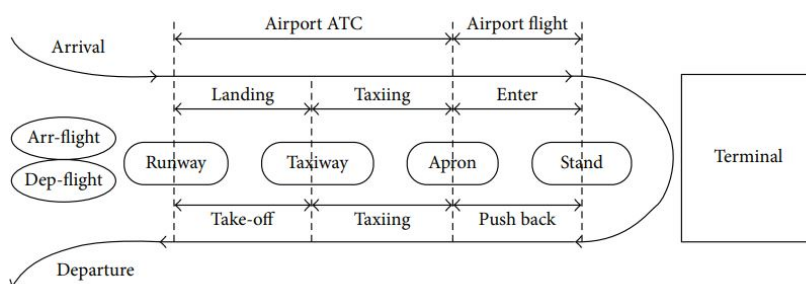 Airport ATC Airport flight
Arrival
Landing Taxiing Enter
Arr-flight
Dep-flight
Runway Taxiway Apron Stand
Terminal
Take-off Taxiing Push back
Departure